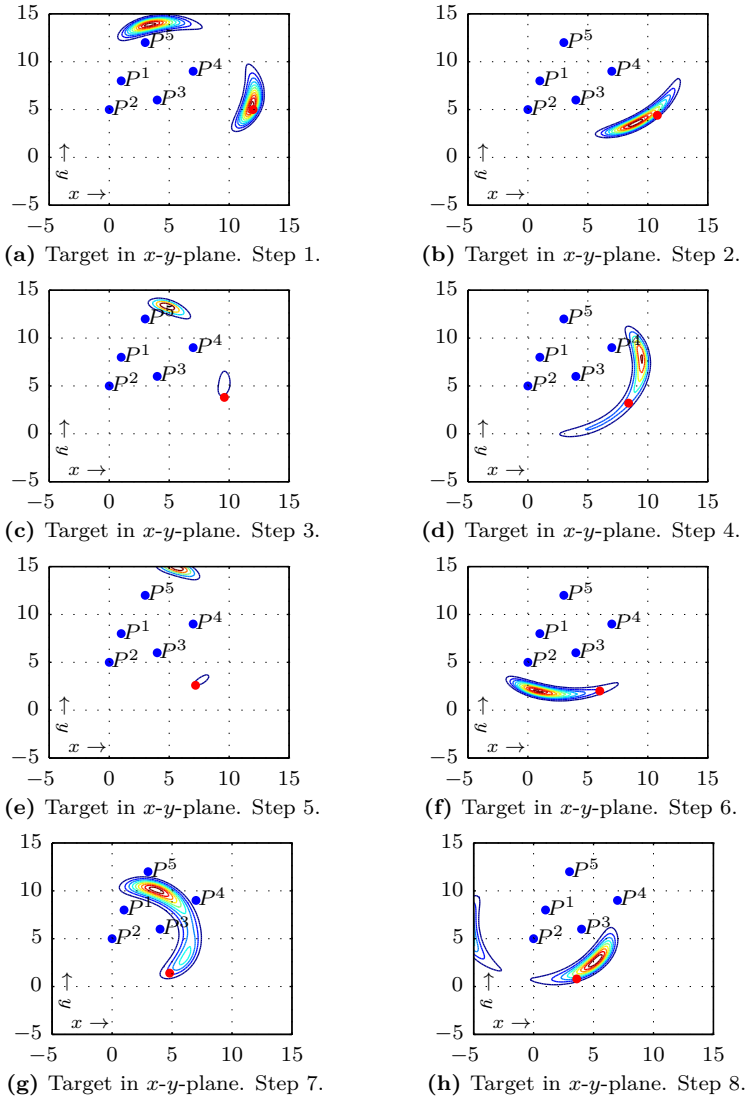 15
10
5
0
−5
−5 0 5 10 15
P⁵
P¹
P⁴
P³
P²
y →
x →
(a) Target in x-y-plane. Step 1.
15
10
5
0
−5
−5 0 5 10 15
P⁵
P¹
P⁴
P³
P²
y →
x →
(b) Target in x-y-plane. Step 2.
15
10
5
0
−5
−5 0 5 10 15
P⁵
P¹
P⁴
P³
P²
y →
x →
(c) Target in x-y-plane. Step 3.
15
10
5
0
−5
−5 0 5 10 15
P⁵
P¹
P⁴
P³
P²
y →
x →
(d) Target in x-y-plane. Step 4.
15
10
5
0
−5
−5 0 5 10 15
P⁵
P¹
P⁴
P³
P²
y →
x →
(e) Target in x-y-plane. Step 5.
15
10
5
0
−5
−5 0 5 10 15
P⁵
P¹
P⁴
P³
P²
y →
x →
(f) Target in x-y-plane. Step 6.
15
10
5
0
−5
−5 0 5 10 15
P⁵
P¹
P⁴
P³
P²
y →
x →
(g) Target in x-y-plane. Step 7.
15
10
5
0
−5
−5 0 5 10 15
P⁵
P¹
P⁴
P³
P²
y →
x →
(h) Target in x-y-plane. Step 8.